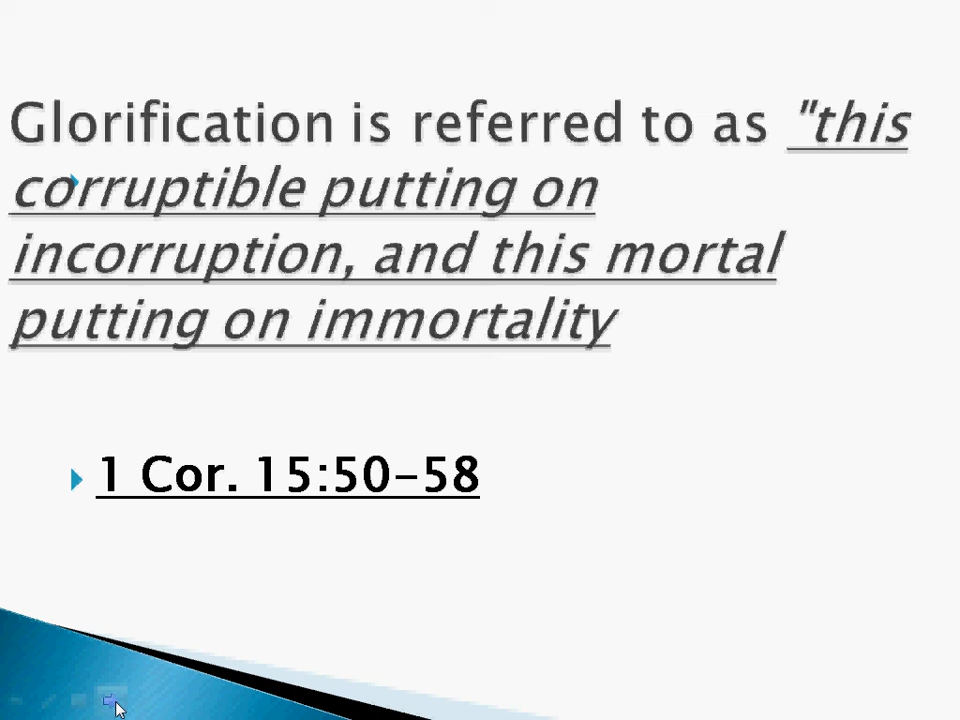 Glorification is referred to as "this
corruptible putting on
incorruption, and this mortal
putting on immortality
1 Cor. 15:50-58